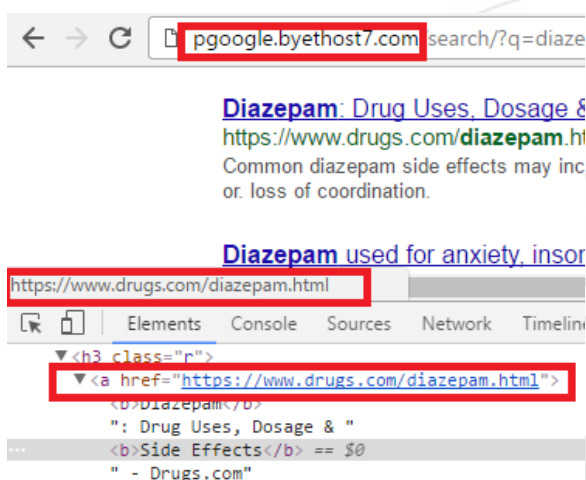 pgoogle.byethost7.com/search/?q=diaze
Diazepam: Drug Uses, Dosage &
https://www.drugs.com/diazepam.ht
Common diazepam side effects may inc
or. loss of coordination.
Diazepam used for anxiety, insor
https://www.drugs.com/diazepam.html
Elements Console Sources Network Timeline
▼<h3 class="r">
▼<a href="https://www.drugs.com/diazepam.html">
<b>Diazepam</b>
": Drug Uses, Dosage & "
... <b>Side Effects</b> == $0
" - Drugs.com"